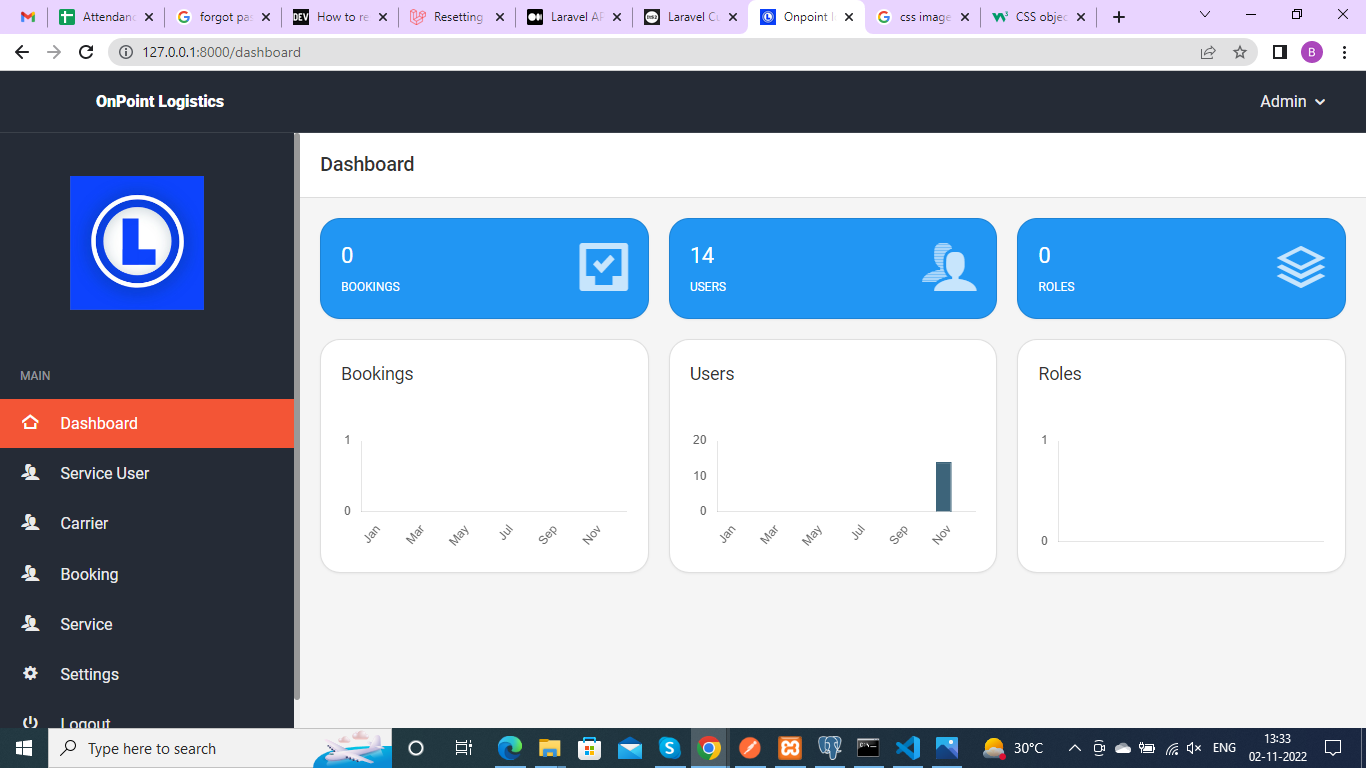 Attendanc
forgot pas
DEV
How to re
Resetting
Laravel AP
Laravel Cu
Onpoint l
css image
CSS objec
127.0.0.1:8000/dashboard
B
OnPoint Logistics
Admin
L
MAIN
Dashboard
Service User
Carrier
Booking
Service
Settings
Logout
Dashboard
0
BOOKINGS
14
USERS
0
ROLES
Bookings
1
0
Jan Mar May Jul Sep Nov
Users
20
10
0
Jan Mar May Jul Sep Nov
Roles
1
0
Type here to search
30°C
ENG
13:33
02-11-2022